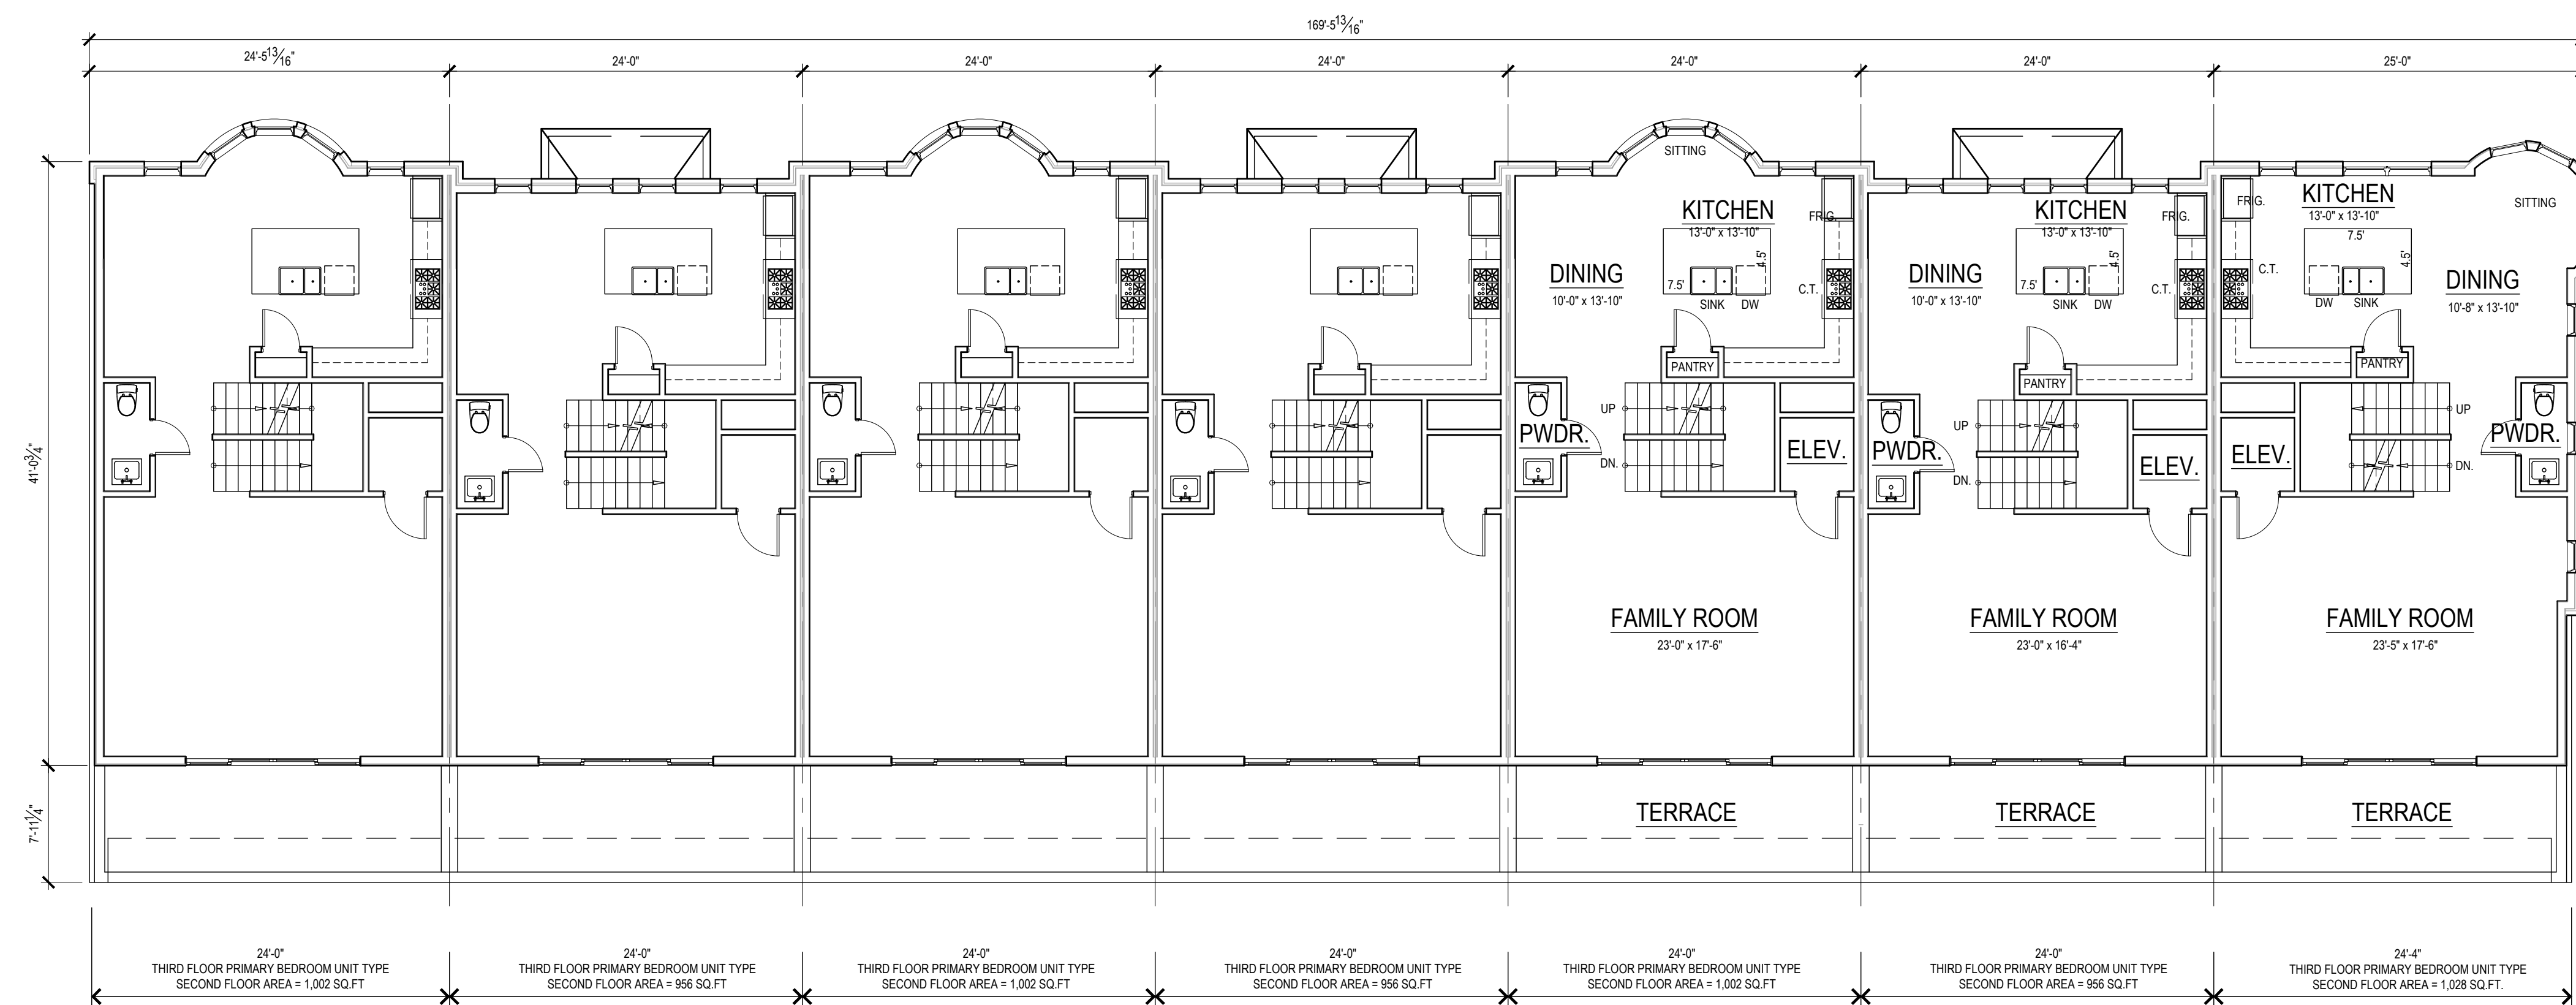 169'-5 13/16"
24'-5 13/16"
24'-0"
24'-0"
24'-0"
24'-0"
24'-0"
25'-0"
SITTING
KITCHEN
13'-0" x 13'-10"
FRIG.
DINING
10'-0" x 13'-10"
7.5'
4.5'
C.T.
SINK
DW
PANTRY
UP
DN.
PWDR.
ELEV.
FAMILY ROOM
23'-0" x 17'-6"
TERRACE
KITCHEN
13'-0" x 13'-10"
FRIG.
DINING
10'-0" x 13'-10"
7.5'
4.5'
C.T.
SINK
DW
PANTRY
UP
DN.
PWDR.
ELEV.
FAMILY ROOM
23'-0" x 16'-4"
TERRACE
FRIG.
KITCHEN
13'-0" x 13'-10"
7.5'
4.5'
SITTING
C.T.
DINING
10'-8" x 13'-10"
DW
SINK
PANTRY
UP
DN.
PWDR.
ELEV.
FAMILY ROOM
23'-5" x 17'-6"
TERRACE
41'-0 3/4"
7'-11 1/4"
24'-0"
THIRD FLOOR PRIMARY BEDROOM UNIT TYPE
SECOND FLOOR AREA = 1,002 SQ.FT
24'-0"
THIRD FLOOR PRIMARY BEDROOM UNIT TYPE
SECOND FLOOR AREA = 956 SQ.FT
24'-0"
THIRD FLOOR PRIMARY BEDROOM UNIT TYPE
SECOND FLOOR AREA = 1,002 SQ.FT
24'-0"
THIRD FLOOR PRIMARY BEDROOM UNIT TYPE
SECOND FLOOR AREA = 956 SQ.FT
24'-0"
THIRD FLOOR PRIMARY BEDROOM UNIT TYPE
SECOND FLOOR AREA = 1,002 SQ.FT
24'-0"
THIRD FLOOR PRIMARY BEDROOM UNIT TYPE
SECOND FLOOR AREA = 956 SQ.FT
24'-4"
THIRD FLOOR PRIMARY BEDROOM UNIT TYPE
SECOND FLOOR AREA = 1,028 SQ.FT.